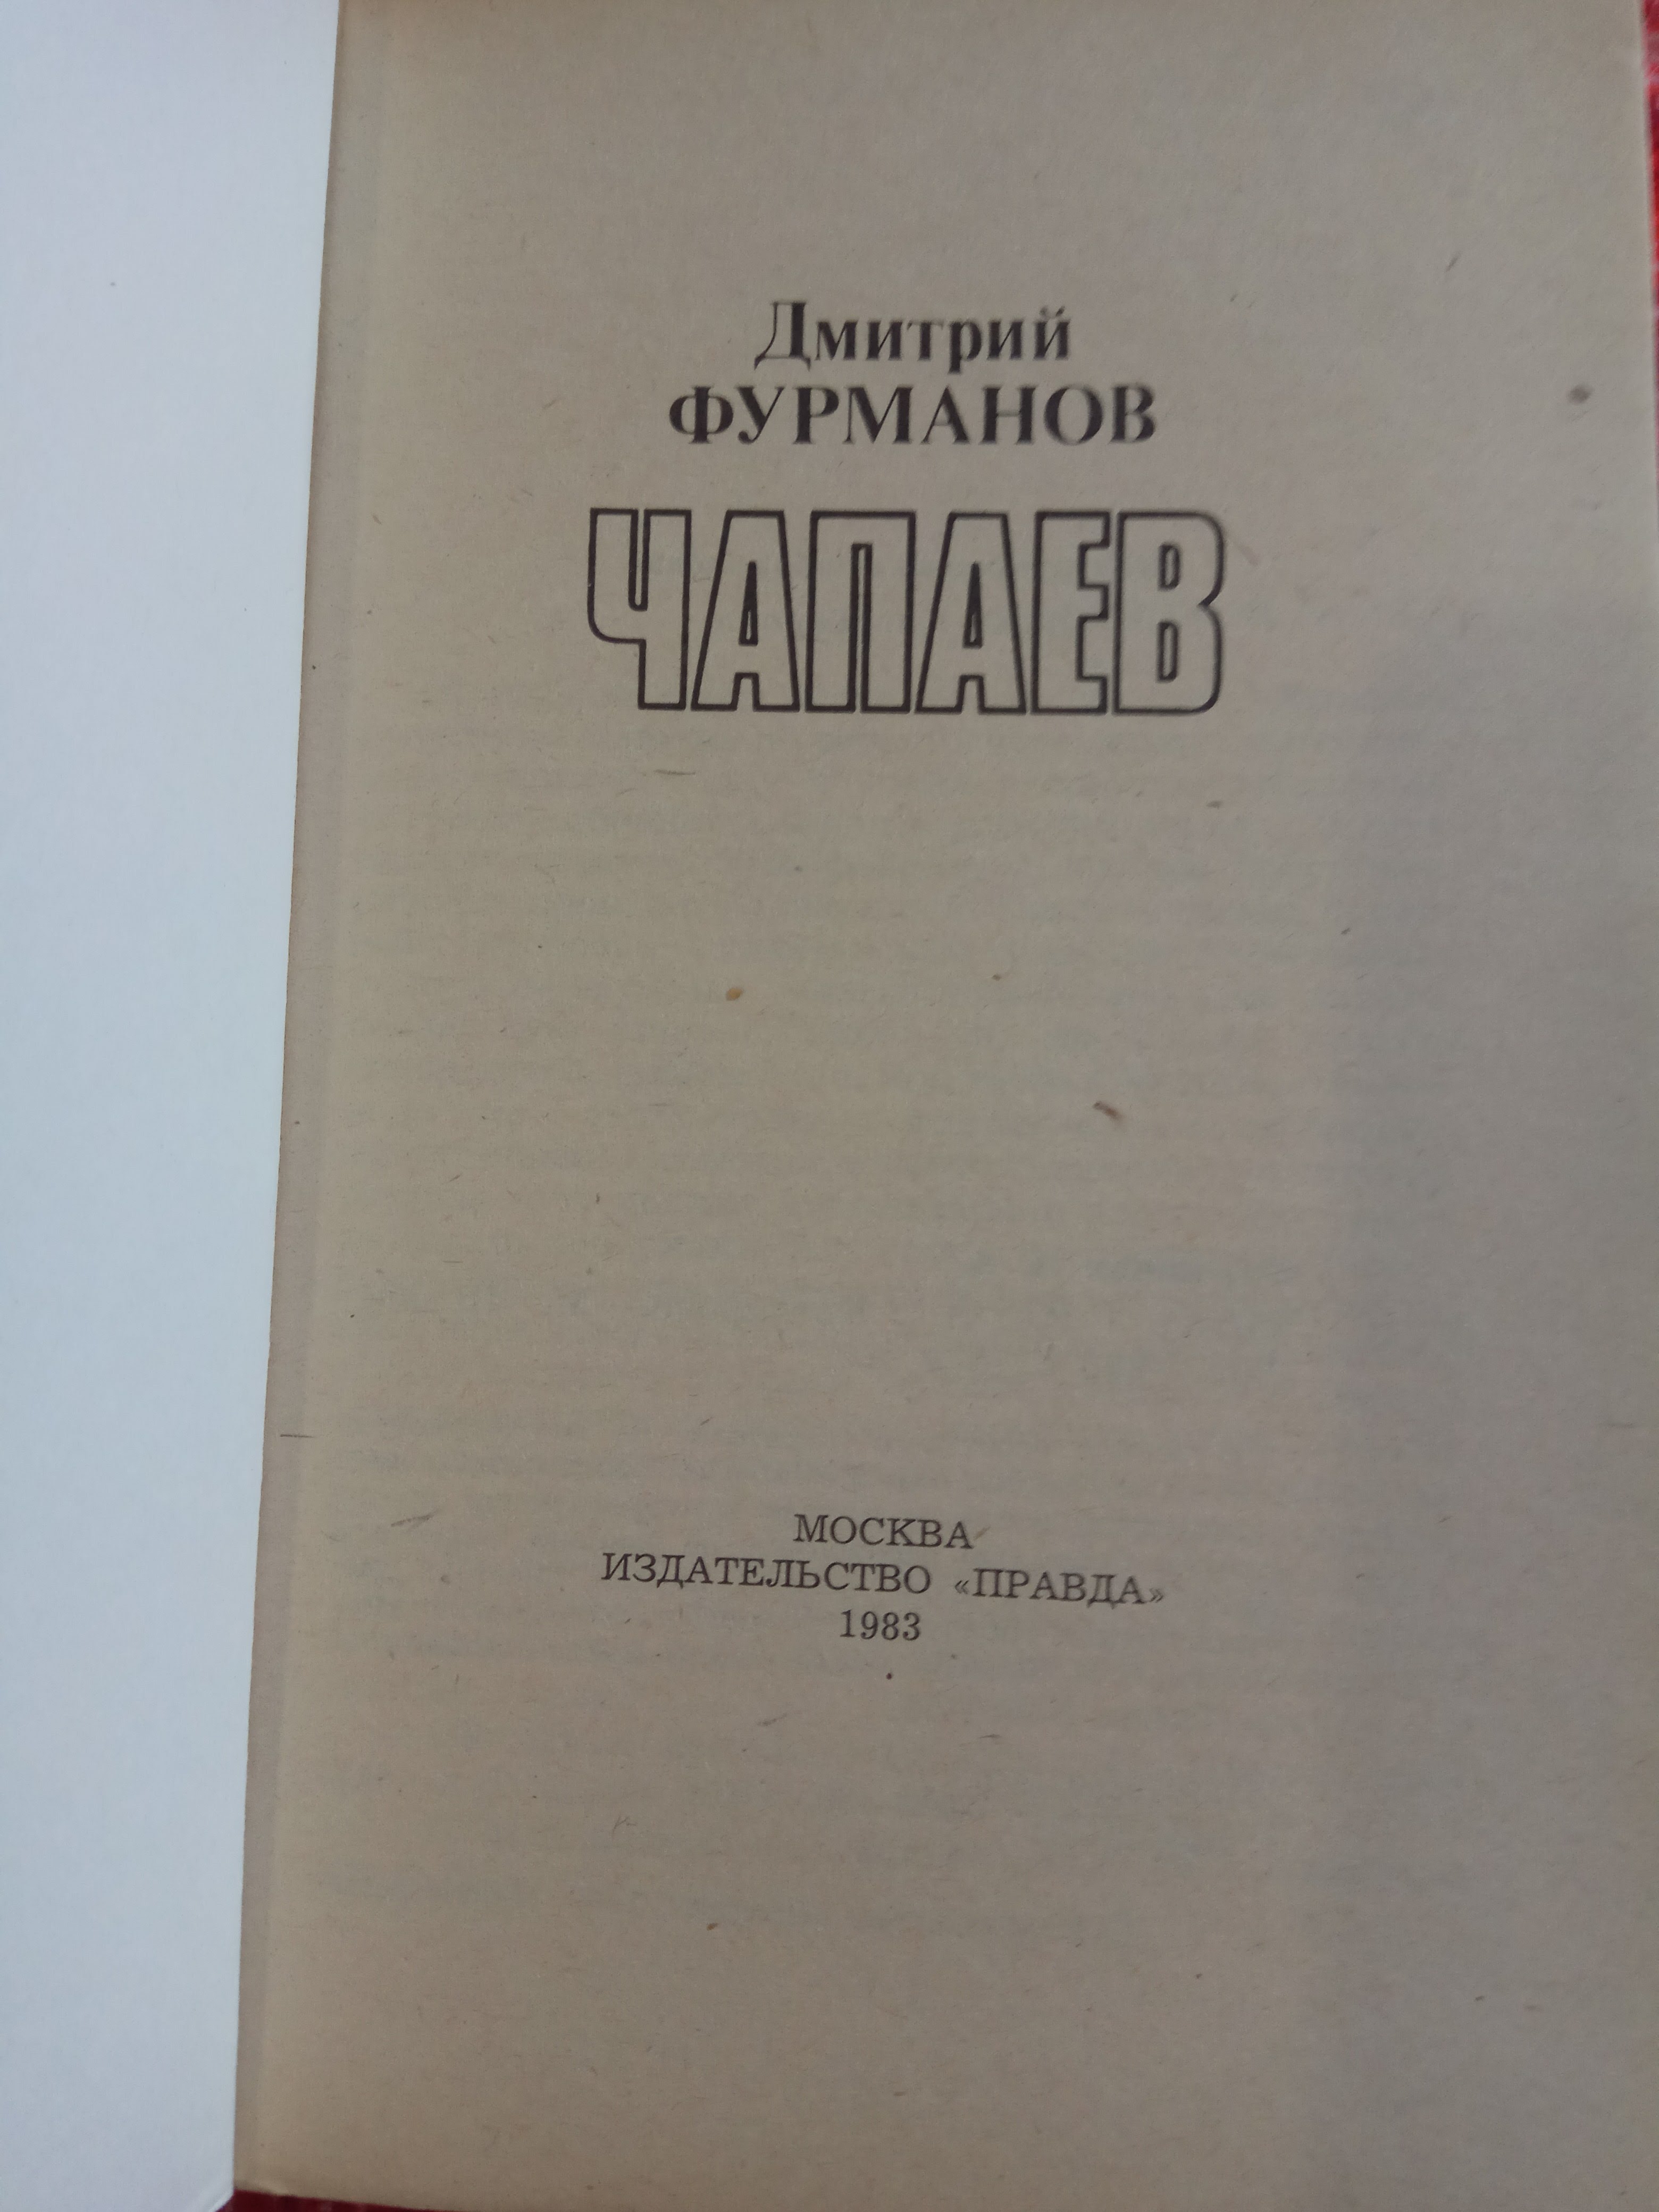 Дмитрий
ФУРМАНОВ
ЧАПАЕВ
МОСКВА
ИЗДАТЕЛЬСТВО «ПРАВДА»
1983